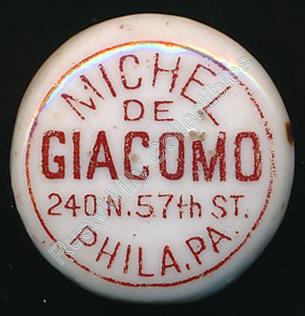 MICHEL
DE
GIACOMO
240 N. 57th ST.
PHILA., PA.